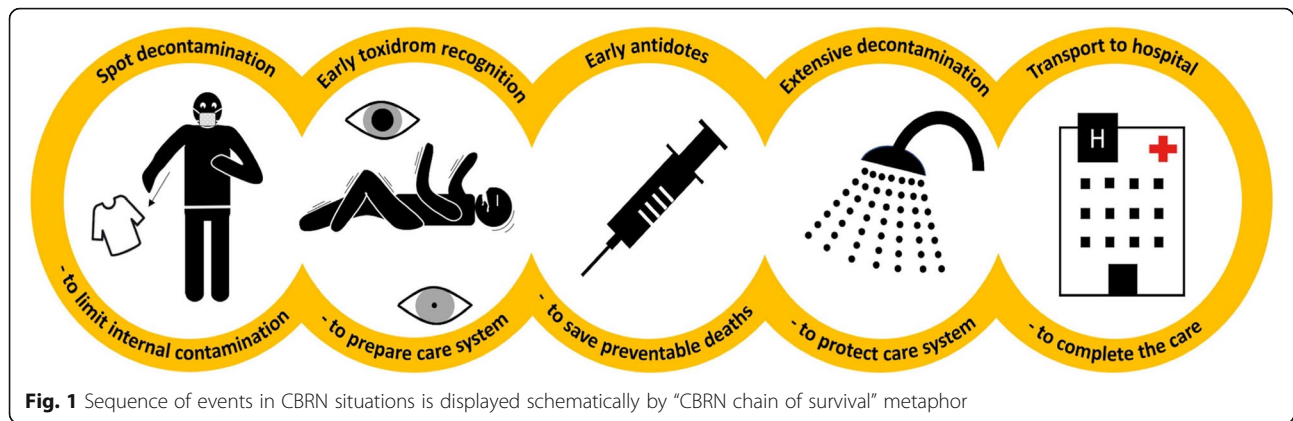 Spot decontamination
- to limit internal contamination
Early toxidrom recognition
- to prepare care system
Early antidotes
- to save preventable deaths
Extensive decontamination
- to protect care system
Transport to hospital
H
- to complete the care
Fig. 1 Sequence of events in CBRN situations is displayed schematically by “CBRN chain of survival” metaphor